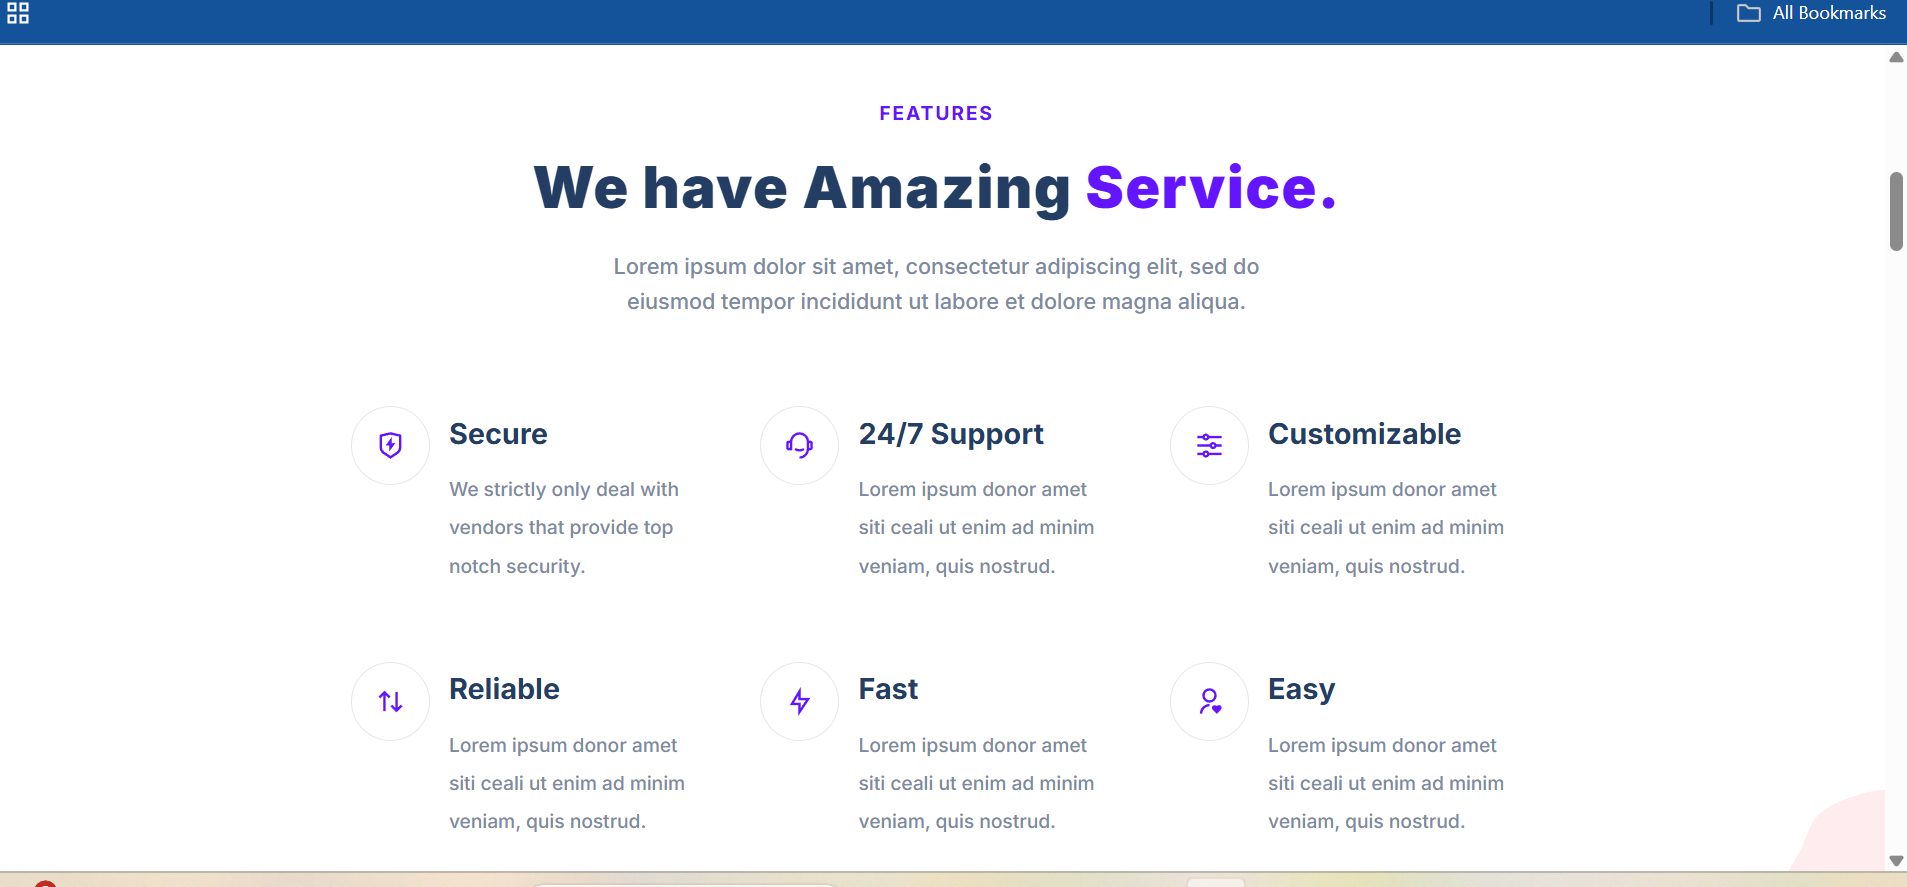 All Bookmarks
FEATURES
We have Amazing Service.
Lorem ipsum dolor sit amet, consectetur adipiscing elit, sed do
eiusmod tempor incididunt ut labore et dolore magna aliqua.
Secure
We strictly only deal with
vendors that provide top
notch security.
24/7 Support
Lorem ipsum donor amet
siti ceali ut enim ad minim
veniam, quis nostrud.
Customizable
Lorem ipsum donor amet
siti ceali ut enim ad minim
veniam, quis nostrud.
Reliable
Lorem ipsum donor amet
siti ceali ut enim ad minim
veniam, quis nostrud.
Fast
Lorem ipsum donor amet
siti ceali ut enim ad minim
veniam, quis nostrud.
Easy
Lorem ipsum donor amet
siti ceali ut enim ad minim
veniam, quis nostrud.